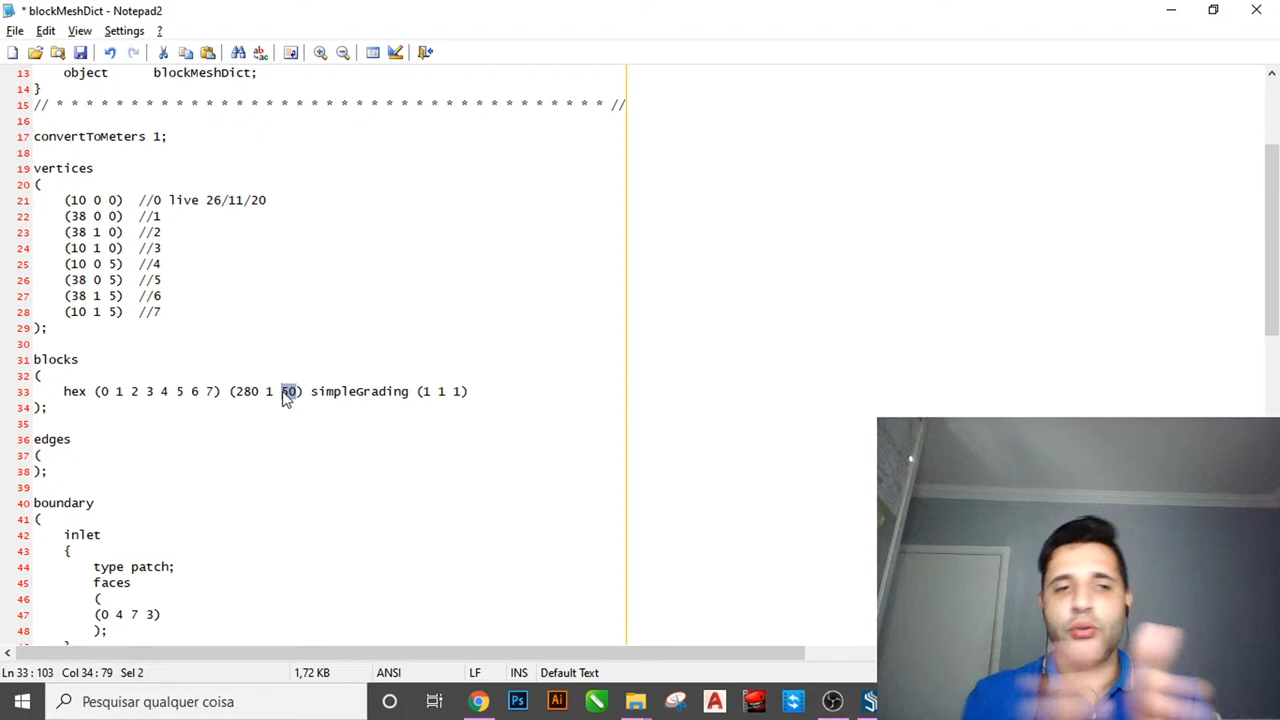 * blockMeshDict - Notepad2
File Edit View Settings ?
13 object blockMeshDict;
14 }
15 // * * * * * * * * * * * * * * * * * * * * * * * * * * * * * * * * * * * * * //
16
17 convertToMeters 1;
18
19 vertices
20 (
21 (10 0 0) //0 live 26/11/20
22 (38 0 0) //1
23 (38 1 0) //2
24 (10 1 0) //3
25 (10 0 5) //4
26 (38 0 5) //5
27 (38 1 5) //6
28 (10 1 5) //7
29 );
30
31 blocks
32 (
33 hex (0 1 2 3 4 5 6 7) (280 1 50) simpleGrading (1 1 1)
34 );
35
36 edges
37 (
38 );
39
40 boundary
41 (
42 inlet
43 {
44 type patch;
45 faces
46 (
47 (0 4 7 3)
48 );
Ln 33 : 103 Col 34 : 79 Sel 2 1,72 KB ANSI LF INS Default Text
Pesquisar qualquer coisa Ps Ai A